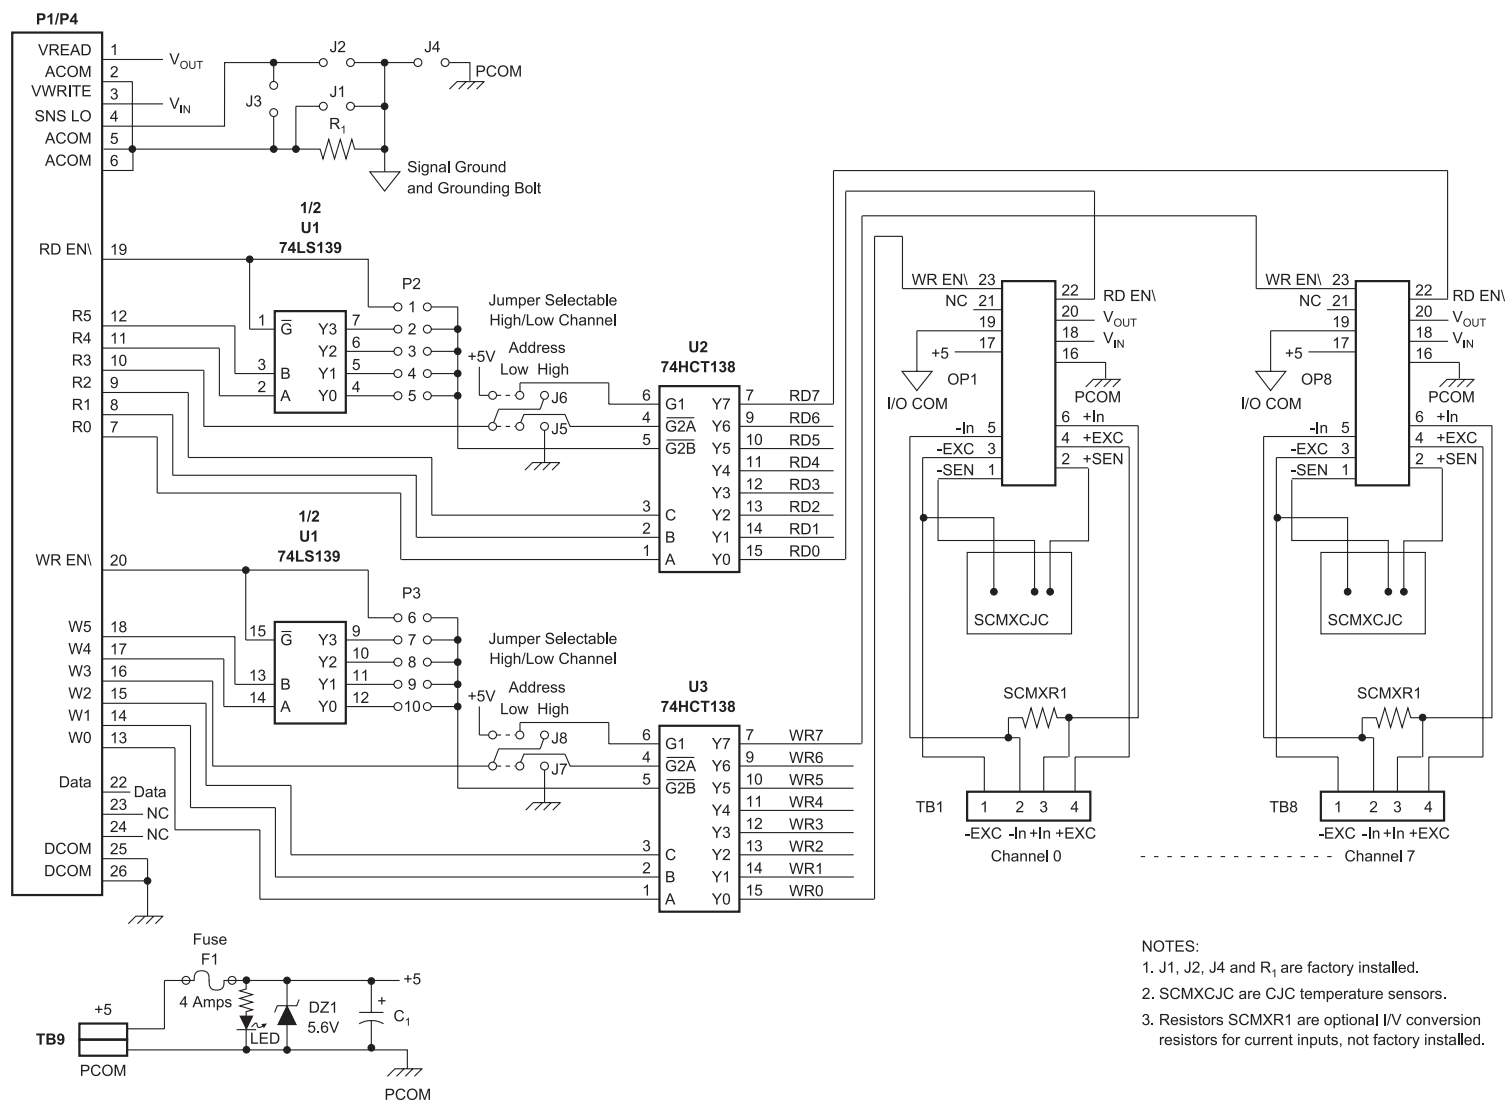 P1/P4
VREAD 1 V_OUT
ACOM 2
VWRITE 3 V_IN
SNS LO 4
ACOM 5
ACOM 6
J2 J4
PCOM
J3 J1
R1
Signal Ground
and Grounding Bolt
1/2
U1
74LS139
RD EN\ 19
R5 12
R4 11
R3 10
R2 9
R1 8
R0 7
1 G Y3 7
Y2 6
3 B Y1 5
2 A Y0 4
P2
1
2
3
4
5
Jumper Selectable
High/Low Channel
Address
+5V Low High
J6
J5
U2
74HCT138
6 G1 Y7 7 RD7
4 G2A Y6 9 RD6
5 G2B Y5 10 RD5
Y4 11 RD4
Y3 12 RD3
3 C Y2 13 RD2
2 B Y1 14 RD1
1 A Y0 15 RD0
1/2
U1
74LS139
WR EN\ 20
W5 18
W4 17
W3 16
W2 15
W1 14
W0 13
15 G Y3 9
Y2 10
13 B Y1 11
14 A Y0 12
P3
6
7
8
9
10
Jumper Selectable
High/Low Channel
Address
+5V Low High
J8
J7
U3
74HCT138
6 G1 Y7 7 WR7
4 G2A Y6 9 WR6
5 G2B Y5 10 WR5
Y4 11 WR4
Y3 12 WR3
3 C Y2 13 WR2
2 B Y1 14 WR1
1 A Y0 15 WR0
Data 22 Data
23 NC
24 NC
DCOM 25
DCOM 26
WR EN\ 23
NC 21
19
+5 17
22 RD EN\
20 V_OUT
18 V_IN
16
OP1
I/O COM
PCOM
-In 5
-EXC 3
-SEN 1
6 +In
4 +EXC
2 +SEN
SCMXCJC
SCMXR1
TB1 1 2 3 4
-EXC -In +In +EXC
Channel 0
WR EN\ 23
NC 21
19
+5 17
22 RD EN\
20 V_OUT
18 V_IN
16
OP8
I/O COM
PCOM
-In 5
-EXC 3
-SEN 1
6 +In
4 +EXC
2 +SEN
SCMXCJC
SCMXR1
TB8 1 2 3 4
-EXC -In +In +EXC
Channel 7
Fuse
F1
4 Amps
+5
TB9
PCOM
LED
DZ1
5.6V
+
C1
+5
PCOM
NOTES:
1. J1, J2, J4 and R1 are factory installed.
2. SCMXCJC are CJC temperature sensors.
3. Resistors SCMXR1 are optional I/V conversion
resistors for current inputs, not factory installed.